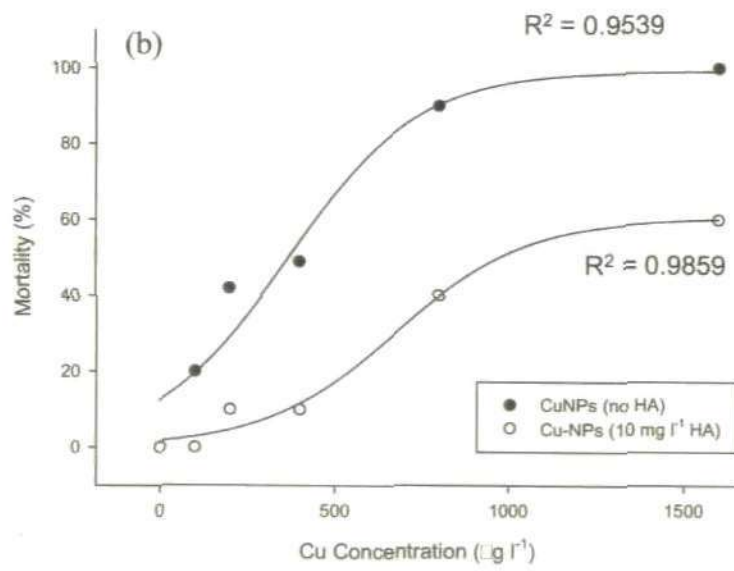 (b)
R² = 0.9539
100
80
60
40
20
0
Mortality (%)
R² = 0.9859
CuNPs (no HA)
Cu-NPs (10 mg l⁻¹ HA)
0
500
1000
1500
Cu Concentration (□g l⁻¹)